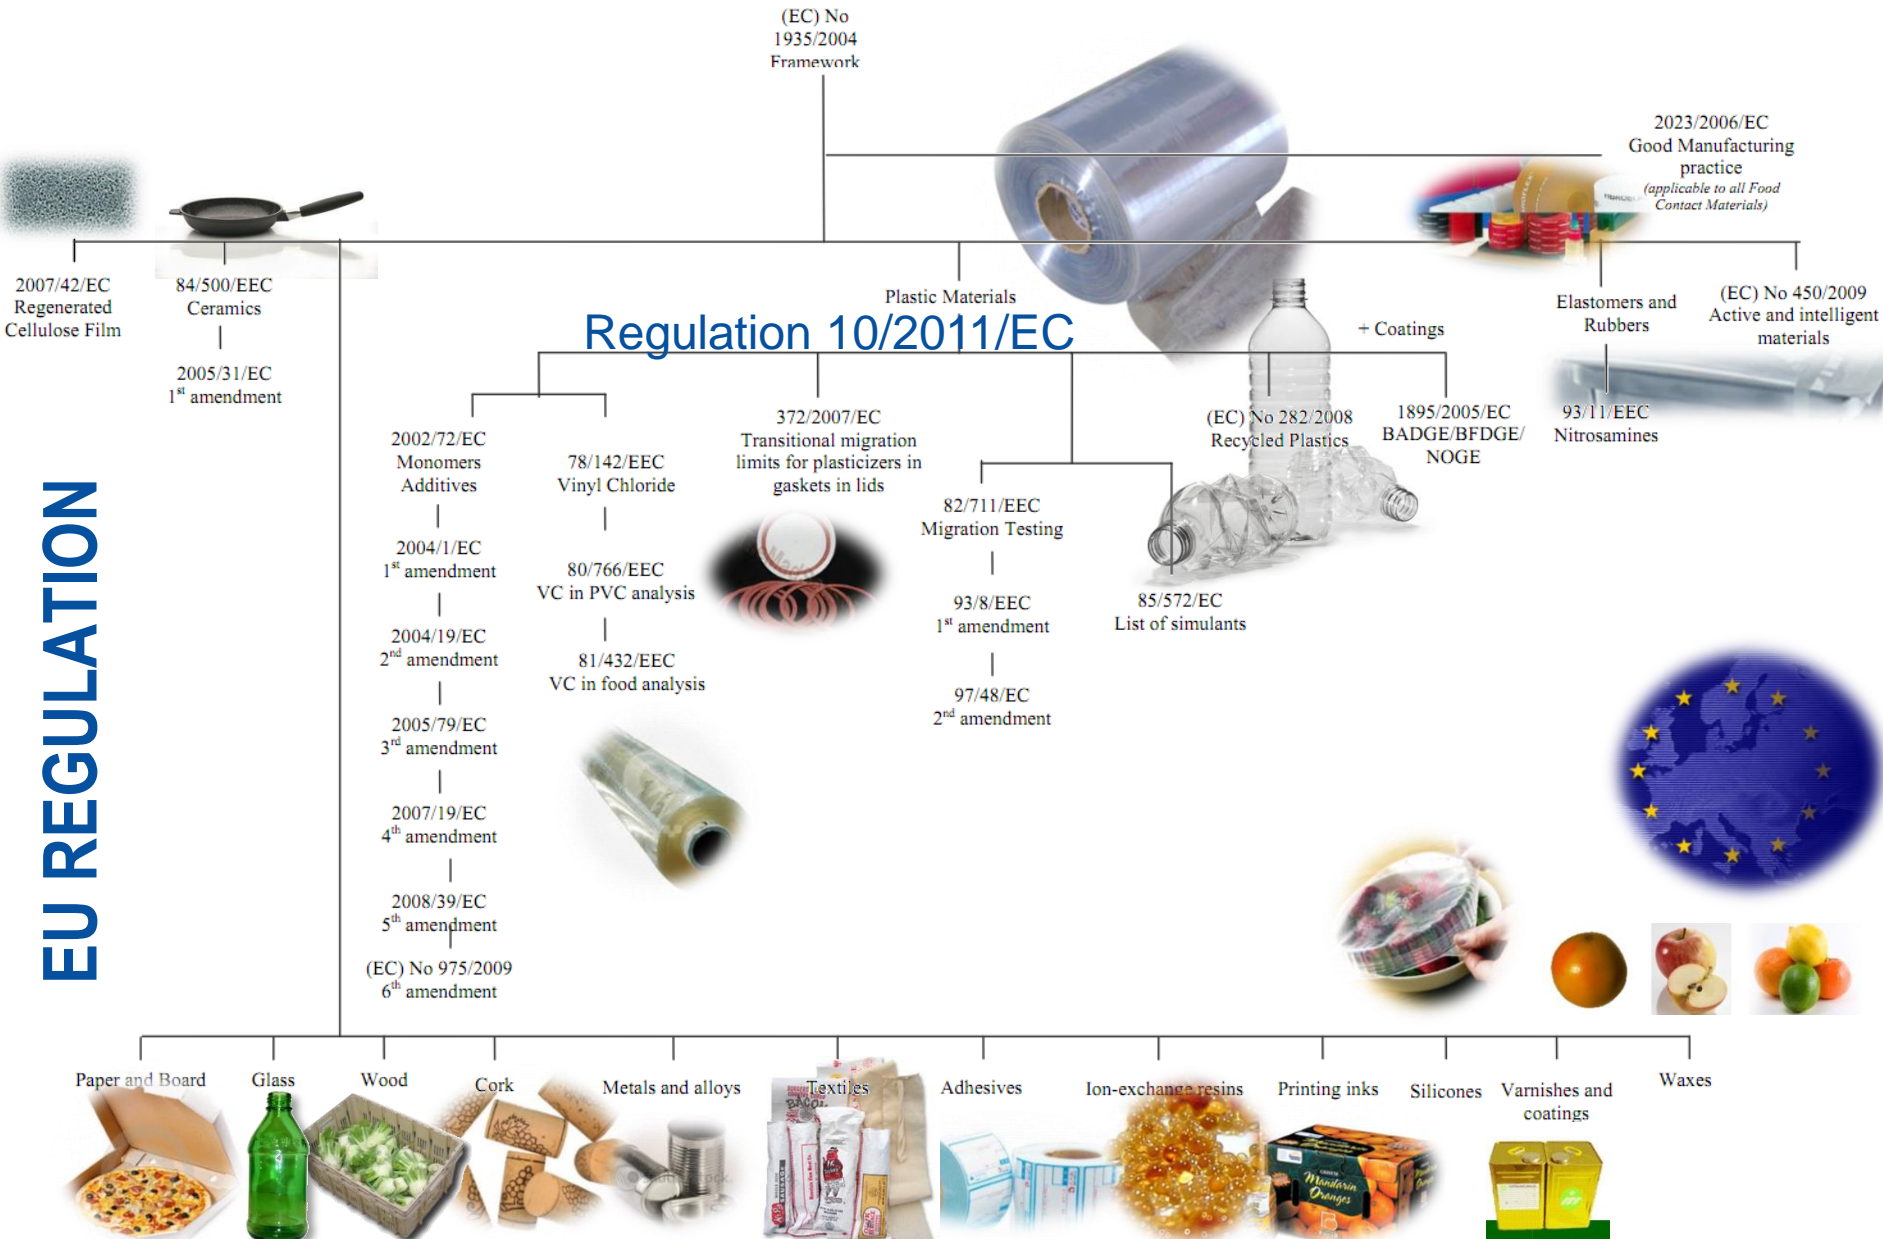 (EC) No
1935/2004
Framework
2023/2006/EC
Good Manufacturing
practice
(applicable to all Food
Contact Materials)
2007/42/EC
Regenerated
Cellulose Film
84/500/EEC
Ceramics
2005/31/EC
1st amendment
Plastic Materials
Regulation 10/2011/EC
+ Coatings
Elastomers and
Rubbers
93/11/EEC
Nitrosamines
(EC) No 450/2009
Active and intelligent
materials
2002/72/EC
Monomers
Additives
2004/1/EC
1st amendment
2004/19/EC
2nd amendment
2005/79/EC
3rd amendment
2007/19/EC
4th amendment
2008/39/EC
5th amendment
(EC) No 975/2009
6th amendment
78/142/EEC
Vinyl Chloride
80/766/EEC
VC in PVC analysis
81/432/EEC
VC in food analysis
372/2007/EC
Transitional migration
limits for plasticizers in
gaskets in lids
82/711/EEC
Migration Testing
93/8/EEC
1st amendment
97/48/EC
2nd amendment
85/572/EC
List of simulants
(EC) No 282/2008
Recycled Plastics
1895/2005/EC
BADGE/BFDGE/
NOGE
EU REGULATION
Paper and Board
Glass
Wood
Cork
Metals and alloys
Textiles
Adhesives
Ion-exchange resins
Printing inks
Silicones
Varnishes and
coatings
Waxes
BACON
SAUSAGE
Mandarin
Oranges